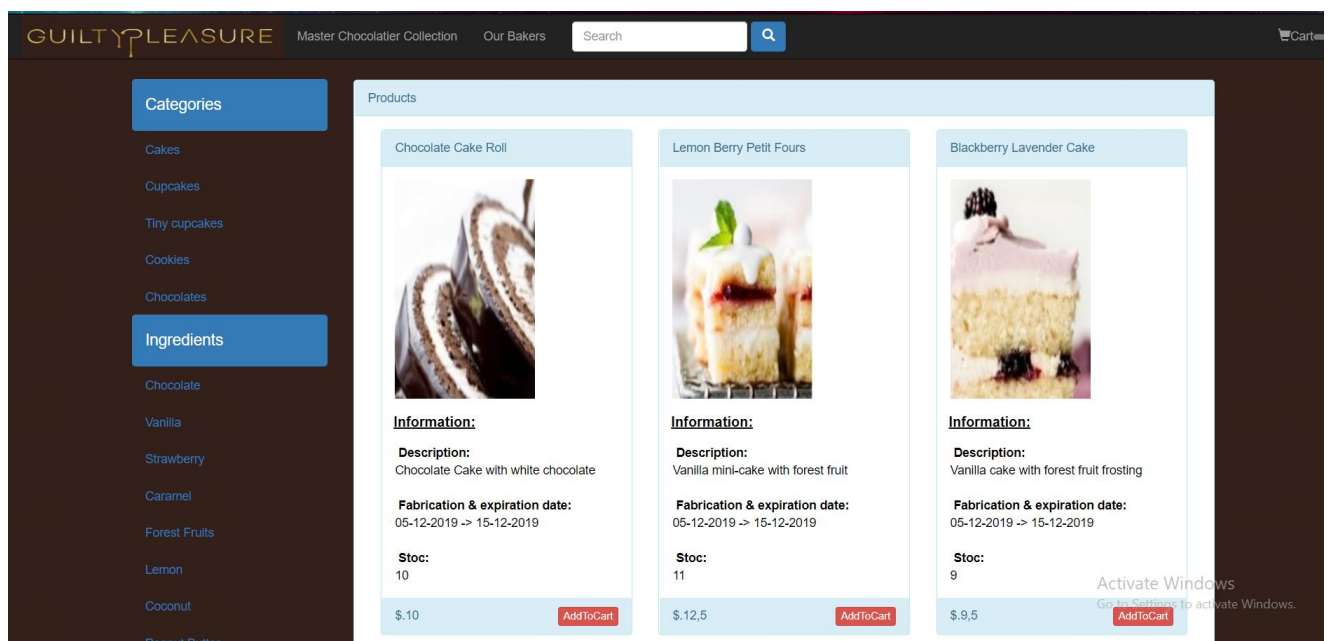 GUILTYPLEASURE Master Chocolatier Collection Our Bakers Search Cart
Categories
Cakes
Cupcakes
Tiny cupcakes
Cookies
Chocolates
Ingredients
Chocolate
Vanilla
Strawberry
Caramel
Forest Fruits
Lemon
Coconut
Peanut Butter
Products
Chocolate Cake Roll
Information:
Description:
Chocolate Cake with white chocolate
Fabrication & expiration date:
05-12-2019 -> 15-12-2019
Stoc:
10
$.10 AddToCart
Lemon Berry Petit Fours
Information:
Description:
Vanilla mini-cake with forest fruit
Fabrication & expiration date:
05-12-2019 -> 15-12-2019
Stoc:
11
$.12,5 AddToCart
Blackberry Lavender Cake
Information:
Description:
Vanilla cake with forest fruit frosting
Fabrication & expiration date:
05-12-2019 -> 15-12-2019
Stoc:
9
$.9,5 AddToCart
Activate Windows
Go to Settings to activate Windows.